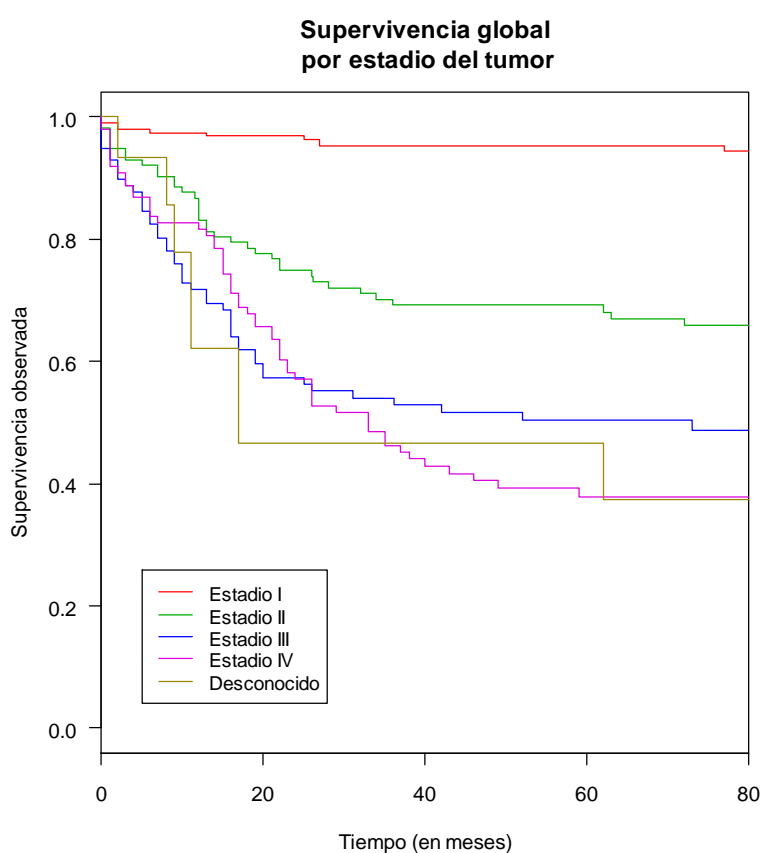 Supervivencia global
por estadio del tumor
Supervivencia observada
1.0
0.8
0.6
0.4
0.2
0.0
Estadio I
Estadio II
Estadio III
Estadio IV
Desconocido
0 20 40 60 80
Tiempo (en meses)